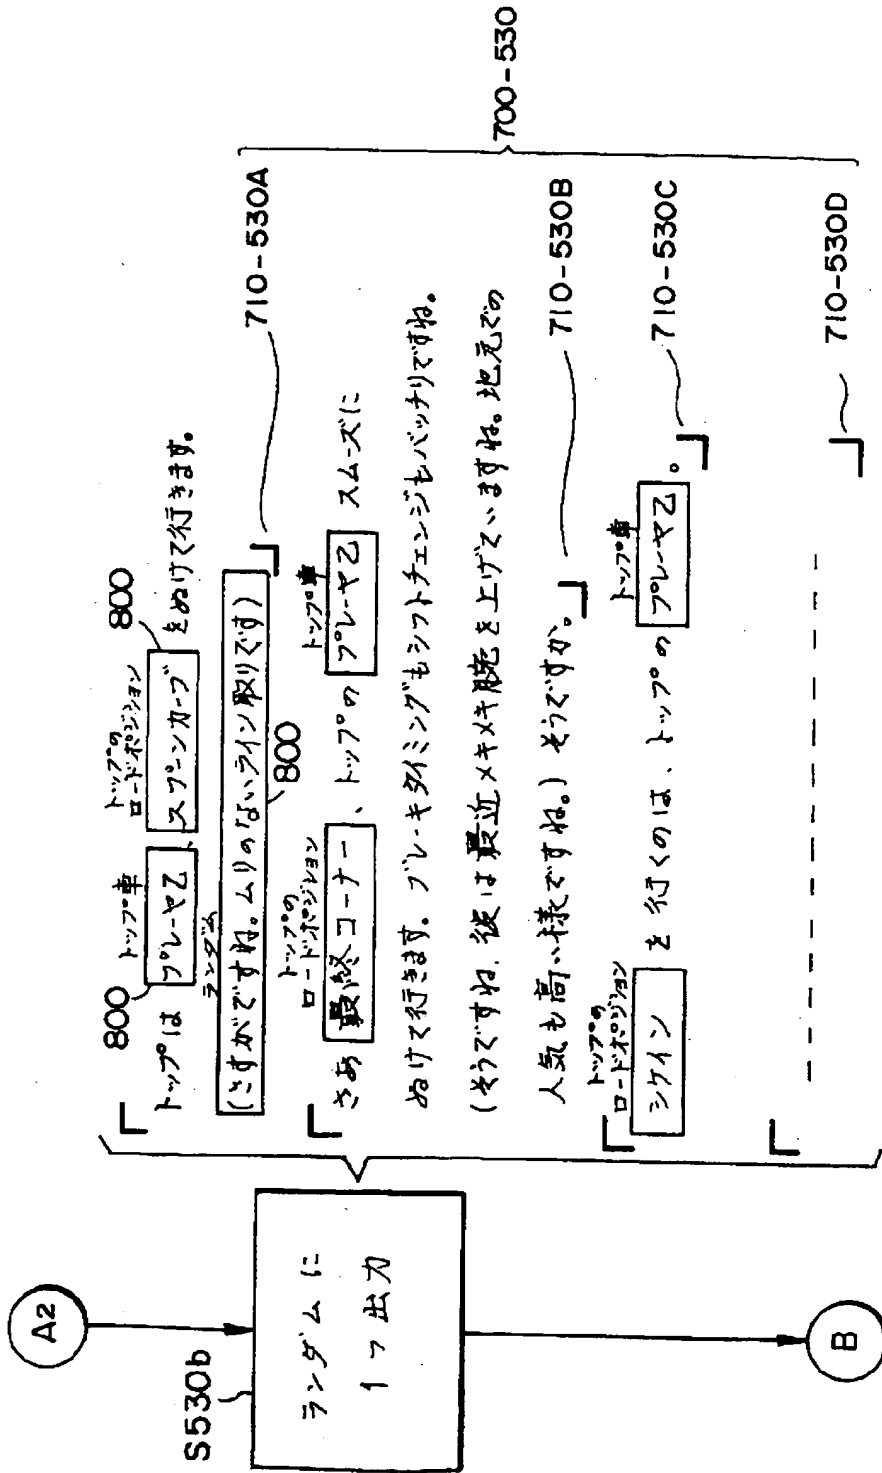 A2
S530b
ランダムに
1つ出力
B
トップ車
トップの
ロードポジション
800
800
「トップは プレーヤ乙、スプーンカーブ をぬけて行きます。
ランダム
(さすがですね。ムリのないライン取りです)」
800
710-530A
トップの
ロードポジション
トップ車
「さあ 最終コーナー、トップの プレーヤ乙 スムーズに
ぬけて行きます。ブレーキタイミングもシフトチェンジもバッチリですね。
(そうですね。彼は最近メキメキ腕を上げていますね。地元での
人気も高い様ですね。)そうですか。」
710-530B
トップの
ロードポジション
トップ車
「シケイン を行くのは、トップの プレーヤ乙。」
710-530C
「 」
710-530D
700-530